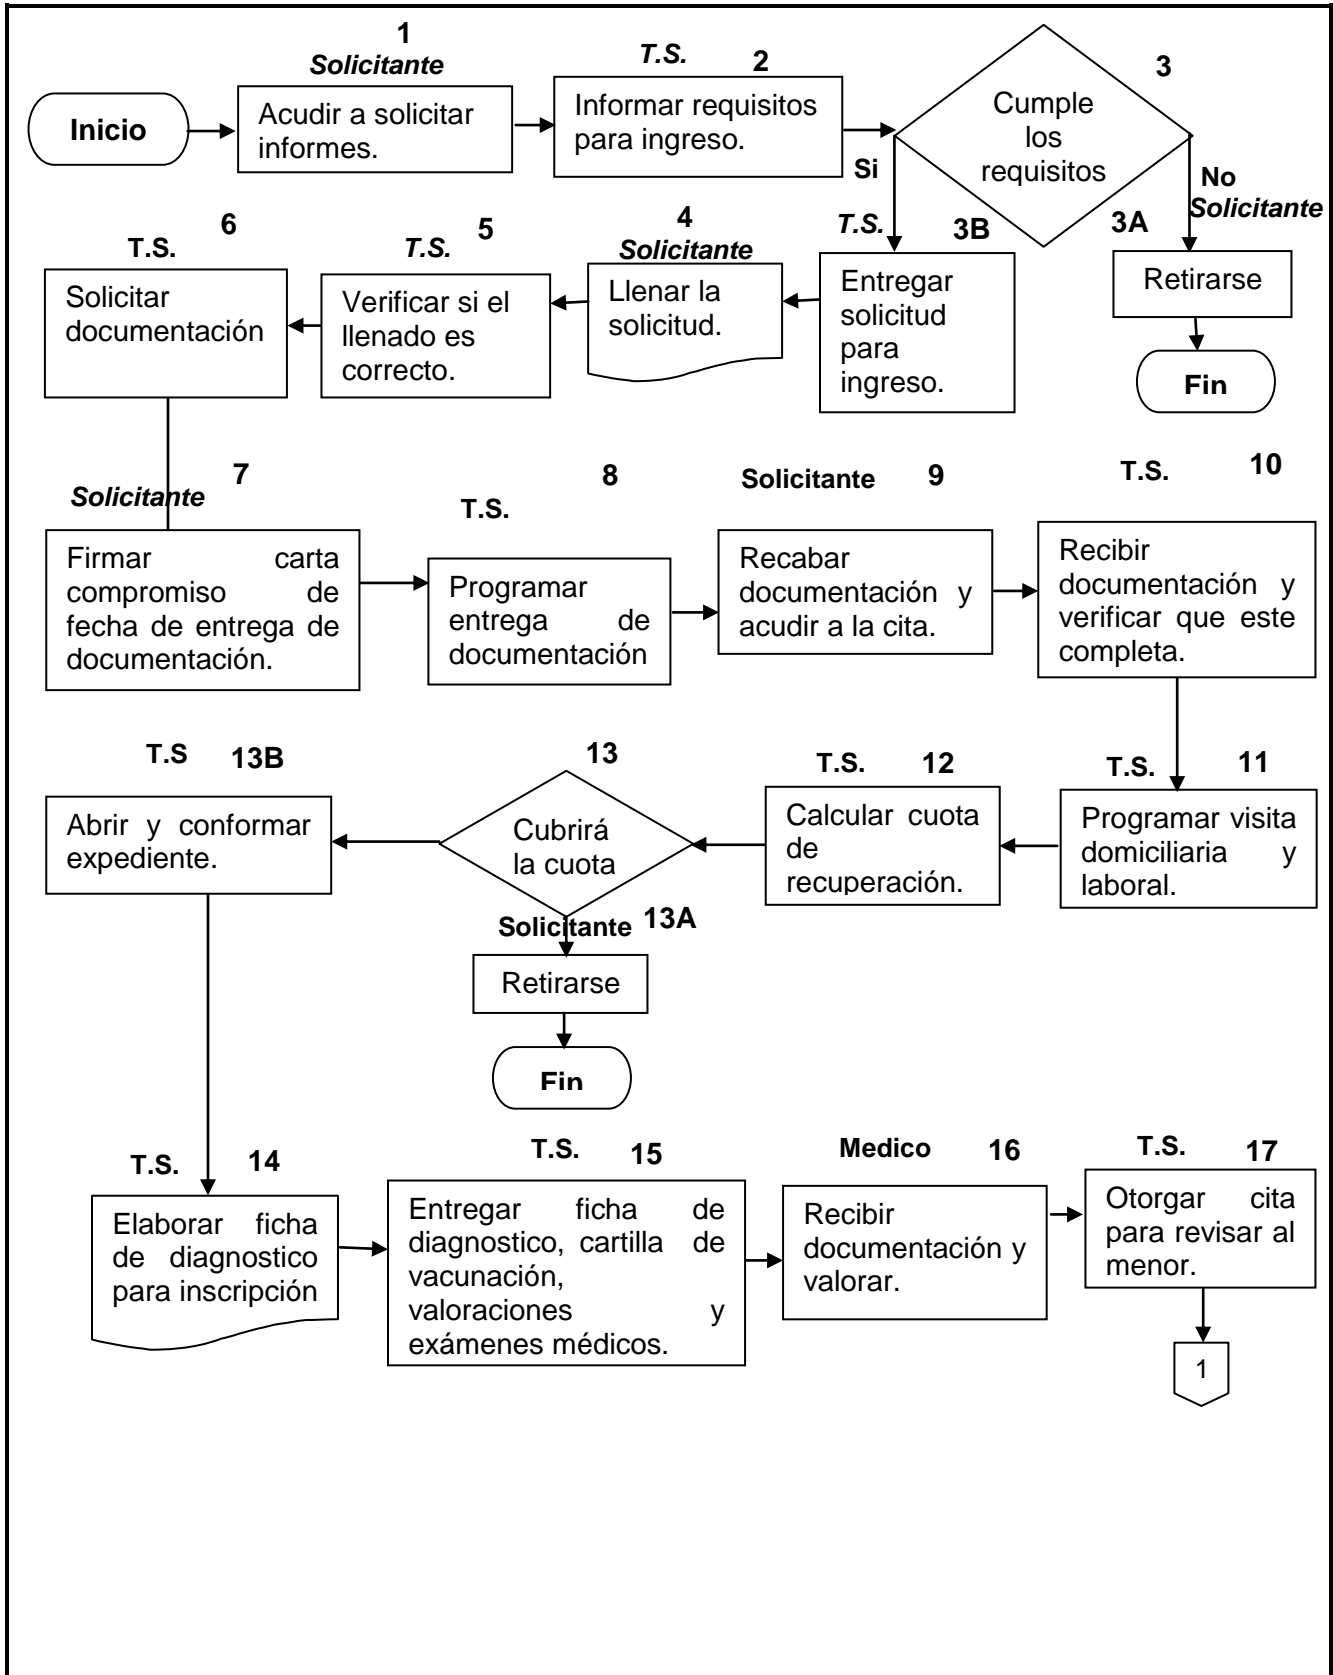 1
Solicitante
Inicio
Acudir a solicitar
informes.
T.S. 2
Informar requisitos
para ingreso.
3
Cumple
los
requisitos
Si
No
Solicitante
3A
Retirarse
Fin
T.S. 3B
Entregar
solicitud
para
ingreso.
4
Solicitante
Llenar la
solicitud.
T.S. 5
Verificar si el
llenado es
correcto.
T.S. 6
Solicitar
documentación
Solicitante 7
Firmar carta
compromiso de
fecha de entrega de
documentación.
T.S. 8
Programar
entrega de
documentación
Solicitante 9
Recabar
documentación y
acudir a la cita.
T.S. 10
Recibir
documentación y
verificar que este
completa.
T.S. 11
Programar visita
domiciliaria y
laboral.
T.S. 12
Calcular cuota
de
recuperación.
13
Cubrirá
la cuota
Solicitante 13A
Retirarse
Fin
T.S 13B
Abrir y conformar
expediente.
T.S. 14
Elaborar ficha
de diagnostico
para inscripción
T.S. 15
Entregar ficha de
diagnostico, cartilla de
vacunación,
valoraciones y
exámenes médicos.
Medico 16
Recibir
documentación y
valorar.
T.S. 17
Otorgar cita
para revisar al
menor.
1